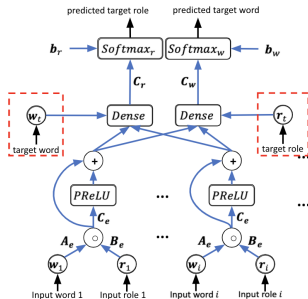 predicted target role predicted target word
b_r Softmax_r Softmax_w b_w
C_r C_w
w_t Dense Dense r_t
target word target role
+ + ...
PReLU ... PReLU ...
C_e C_e
A_e ○ B_e ... A_e ○ B_e
w_1 r_1 w_i r_i
Input word 1 Input role 1 Input word i Input role i